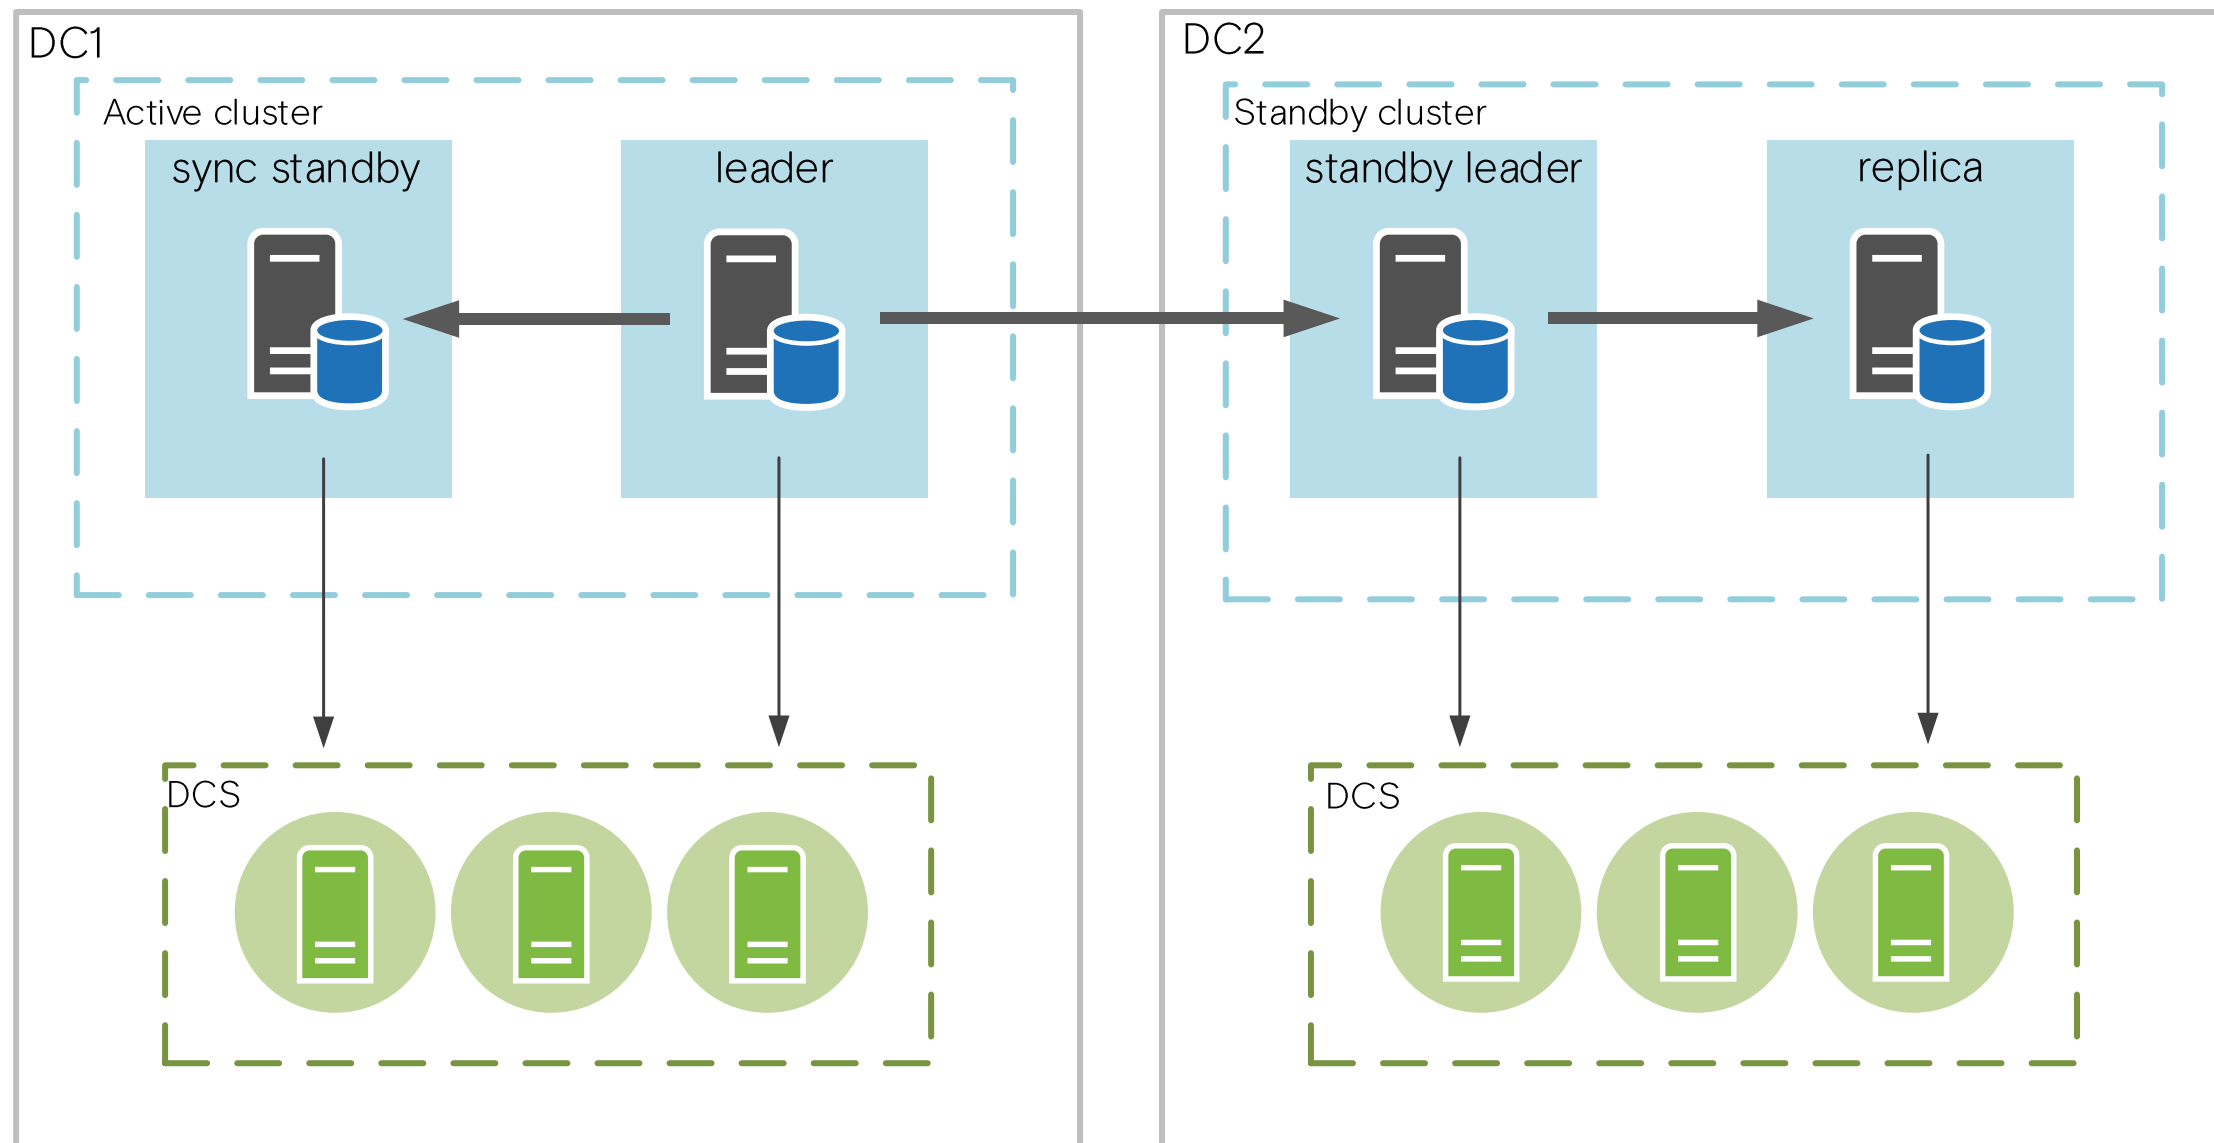 DC1
Active cluster
sync standby
leader
DCS
DC2
Standby cluster
standby leader
replica
DCS